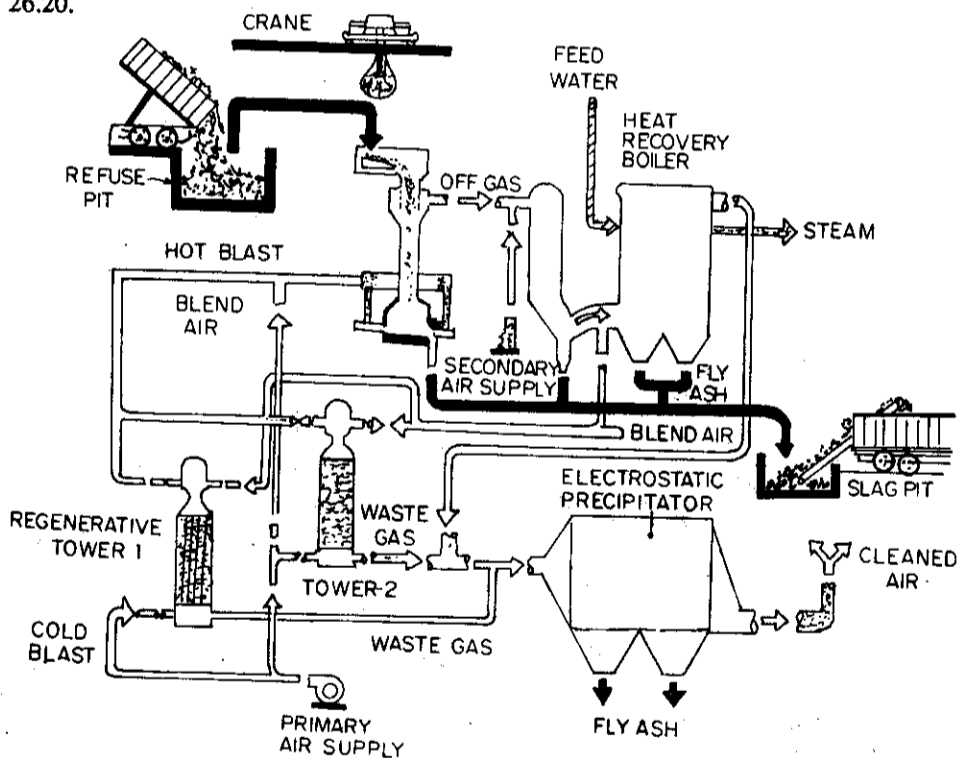 26.20.
CRANE
FEED
WATER
HEAT
RECOVERY
BOILER
REFUSE
PIT
OFF GAS
STEAM
HOT BLAST
BLEND
AIR
SECONDARY
AIR SUPPLY
FLY
ASH
BLEND AIR
SLAG PIT
ELECTROSTATIC
PRECIPITATOR
REGENERATIVE
TOWER 1
WASTE
GAS
TOWER-2
CLEANED
AIR
COLD
BLAST
WASTE GAS
PRIMARY
AIR SUPPLY
FLY ASH